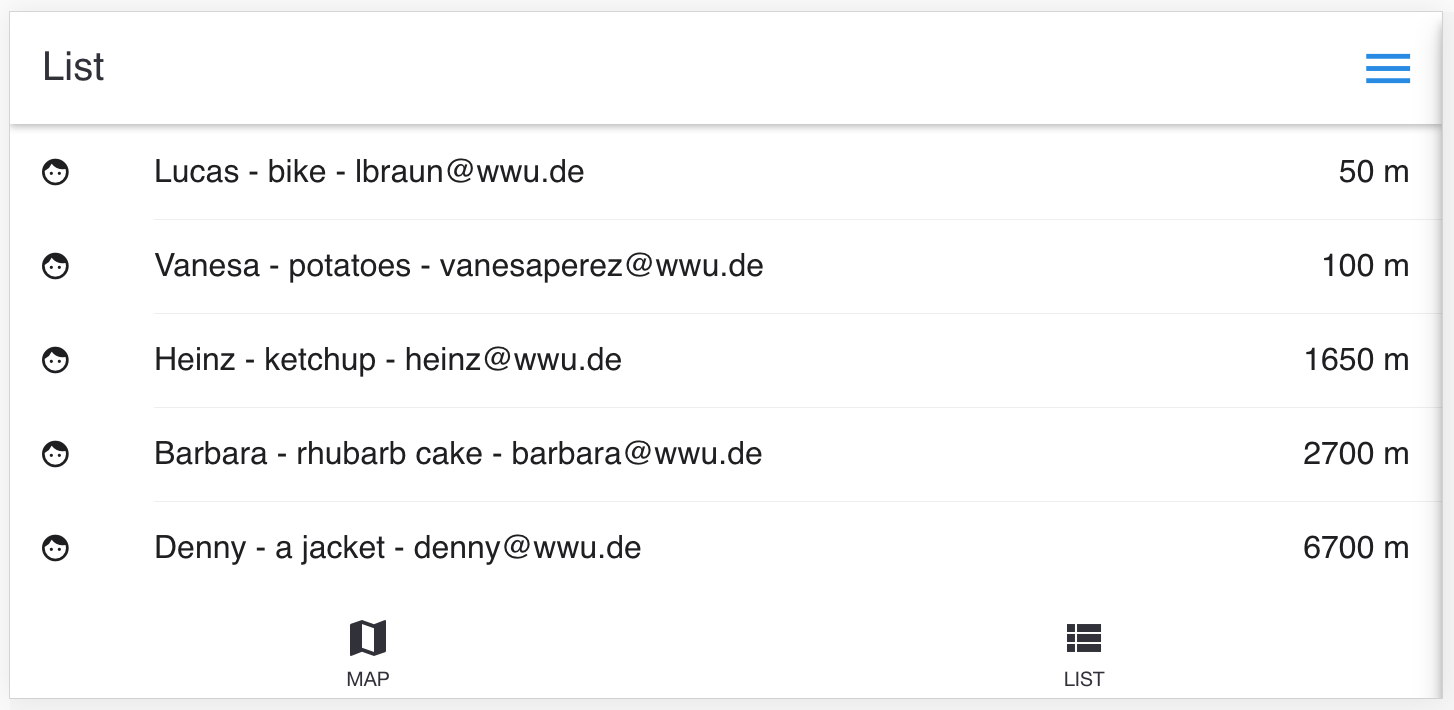 List
Lucas - bike - lbraun@wwu.de 50 m
Vanesa - potatoes - vanesaperez@wwu.de 100 m
Heinz - ketchup - heinz@wwu.de 1650 m
Barbara - rhubarb cake - barbara@wwu.de 2700 m
Denny - a jacket - denny@wwu.de 6700 m
MAP LIST